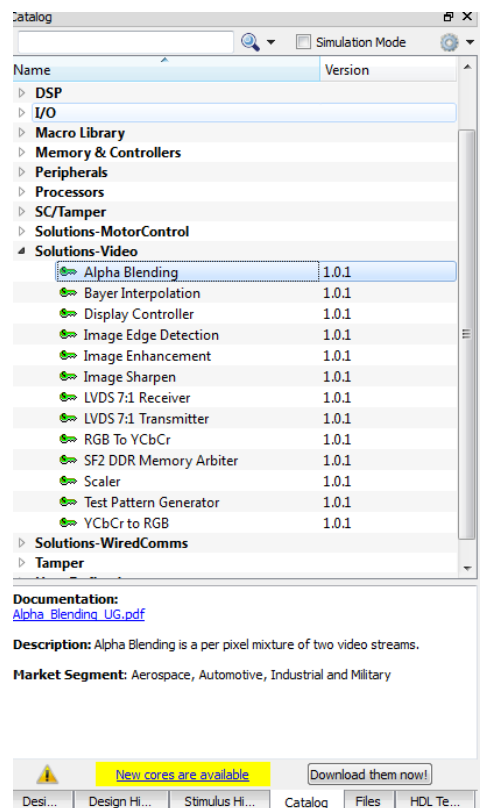 Catalog
Simulation Mode
Name Version
DSP
I/O
Macro Library
Memory & Controllers
Peripherals
Processors
SC/Tamper
Solutions-MotorControl
Solutions-Video
Alpha Blending 1.0.1
Bayer Interpolation 1.0.1
Display Controller 1.0.1
Image Edge Detection 1.0.1
Image Enhancement 1.0.1
Image Sharpen 1.0.1
LVDS 7:1 Receiver 1.0.1
LVDS 7:1 Transmitter 1.0.1
RGB To YCbCr 1.0.1
SF2 DDR Memory Arbiter 1.0.1
Scaler 1.0.1
Test Pattern Generator 1.0.1
YCbCr to RGB 1.0.1
Solutions-WiredComms
Tamper
Documentation:
Alpha_Blending_UG.pdf
Description: Alpha Blending is a per pixel mixture of two video streams.
Market Segment: Aerospace, Automotive, Industrial and Military
New cores are available Download them now!
Desi... Design Hi... Stimulus Hi... Catalog Files HDL Te...